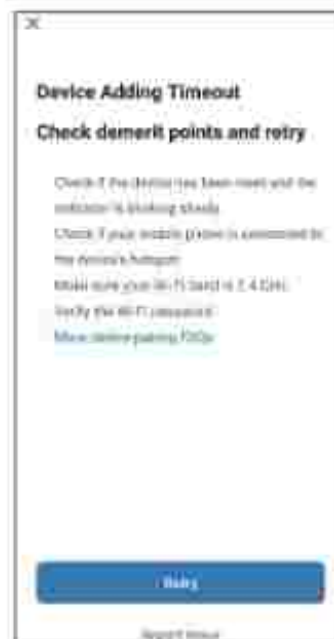 Device Adding Timeout
Check demerit points and retry
Check if the device has been reset and the
indicator is blinking slowly
Check if your mobile phone is connected to
the device's hotspot
Make sure your Wi-Fi band is 2.4 GHz
Verify the Wi-Fi password
More device pairing FAQs
Retry
Report Issue